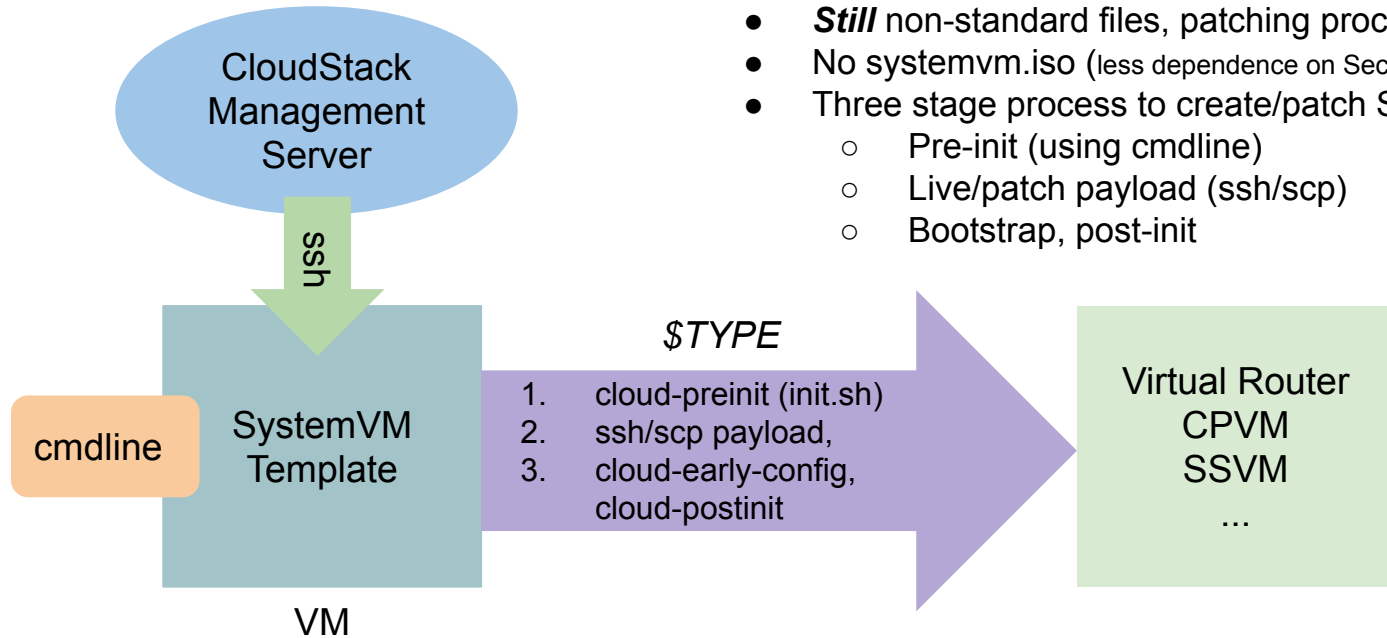 ● Still non-standard files, patching proc
● No systemvm.iso (less dependence on Sec
● Three stage process to create/patch S
○ Pre-init (using cmdline)
○ Live/patch payload (ssh/scp)
○ Bootstrap, post-init
CloudStack
Management
Server
ssh
cmdline
SystemVM
Template
VM
$TYPE
1. cloud-preinit (init.sh)
2. ssh/scp payload,
3. cloud-early-config,
cloud-postinit
Virtual Router
CPVM
SSVM
...